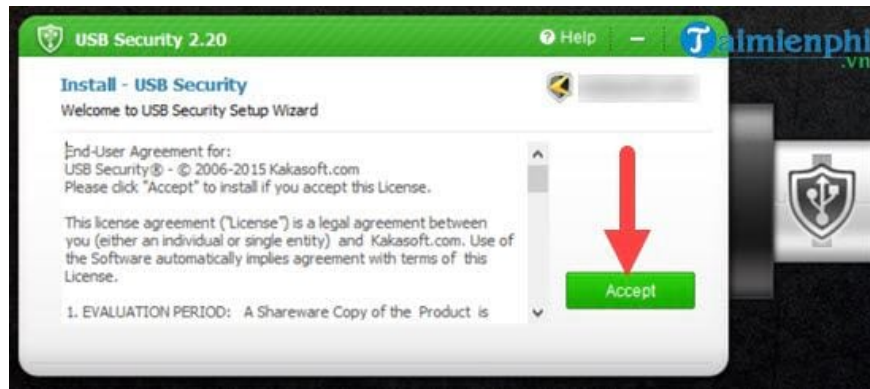 USB Security 2.20
Help
Taimienphi
.vn
Install - USB Security
Welcome to USB Security Setup Wizard
End-User Agreement for:
USB Security® - © 2006-2015 Kakasoft.com
Please click "Accept" to install if you accept this License.
This license agreement ("License") is a legal agreement between
you (either an individual or single entity) and Kakasoft.com. Use of
the Software automatically implies agreement with terms of this
License.
1. EVALUATION PERIOD: A Shareware Copy of the Product is
Accept